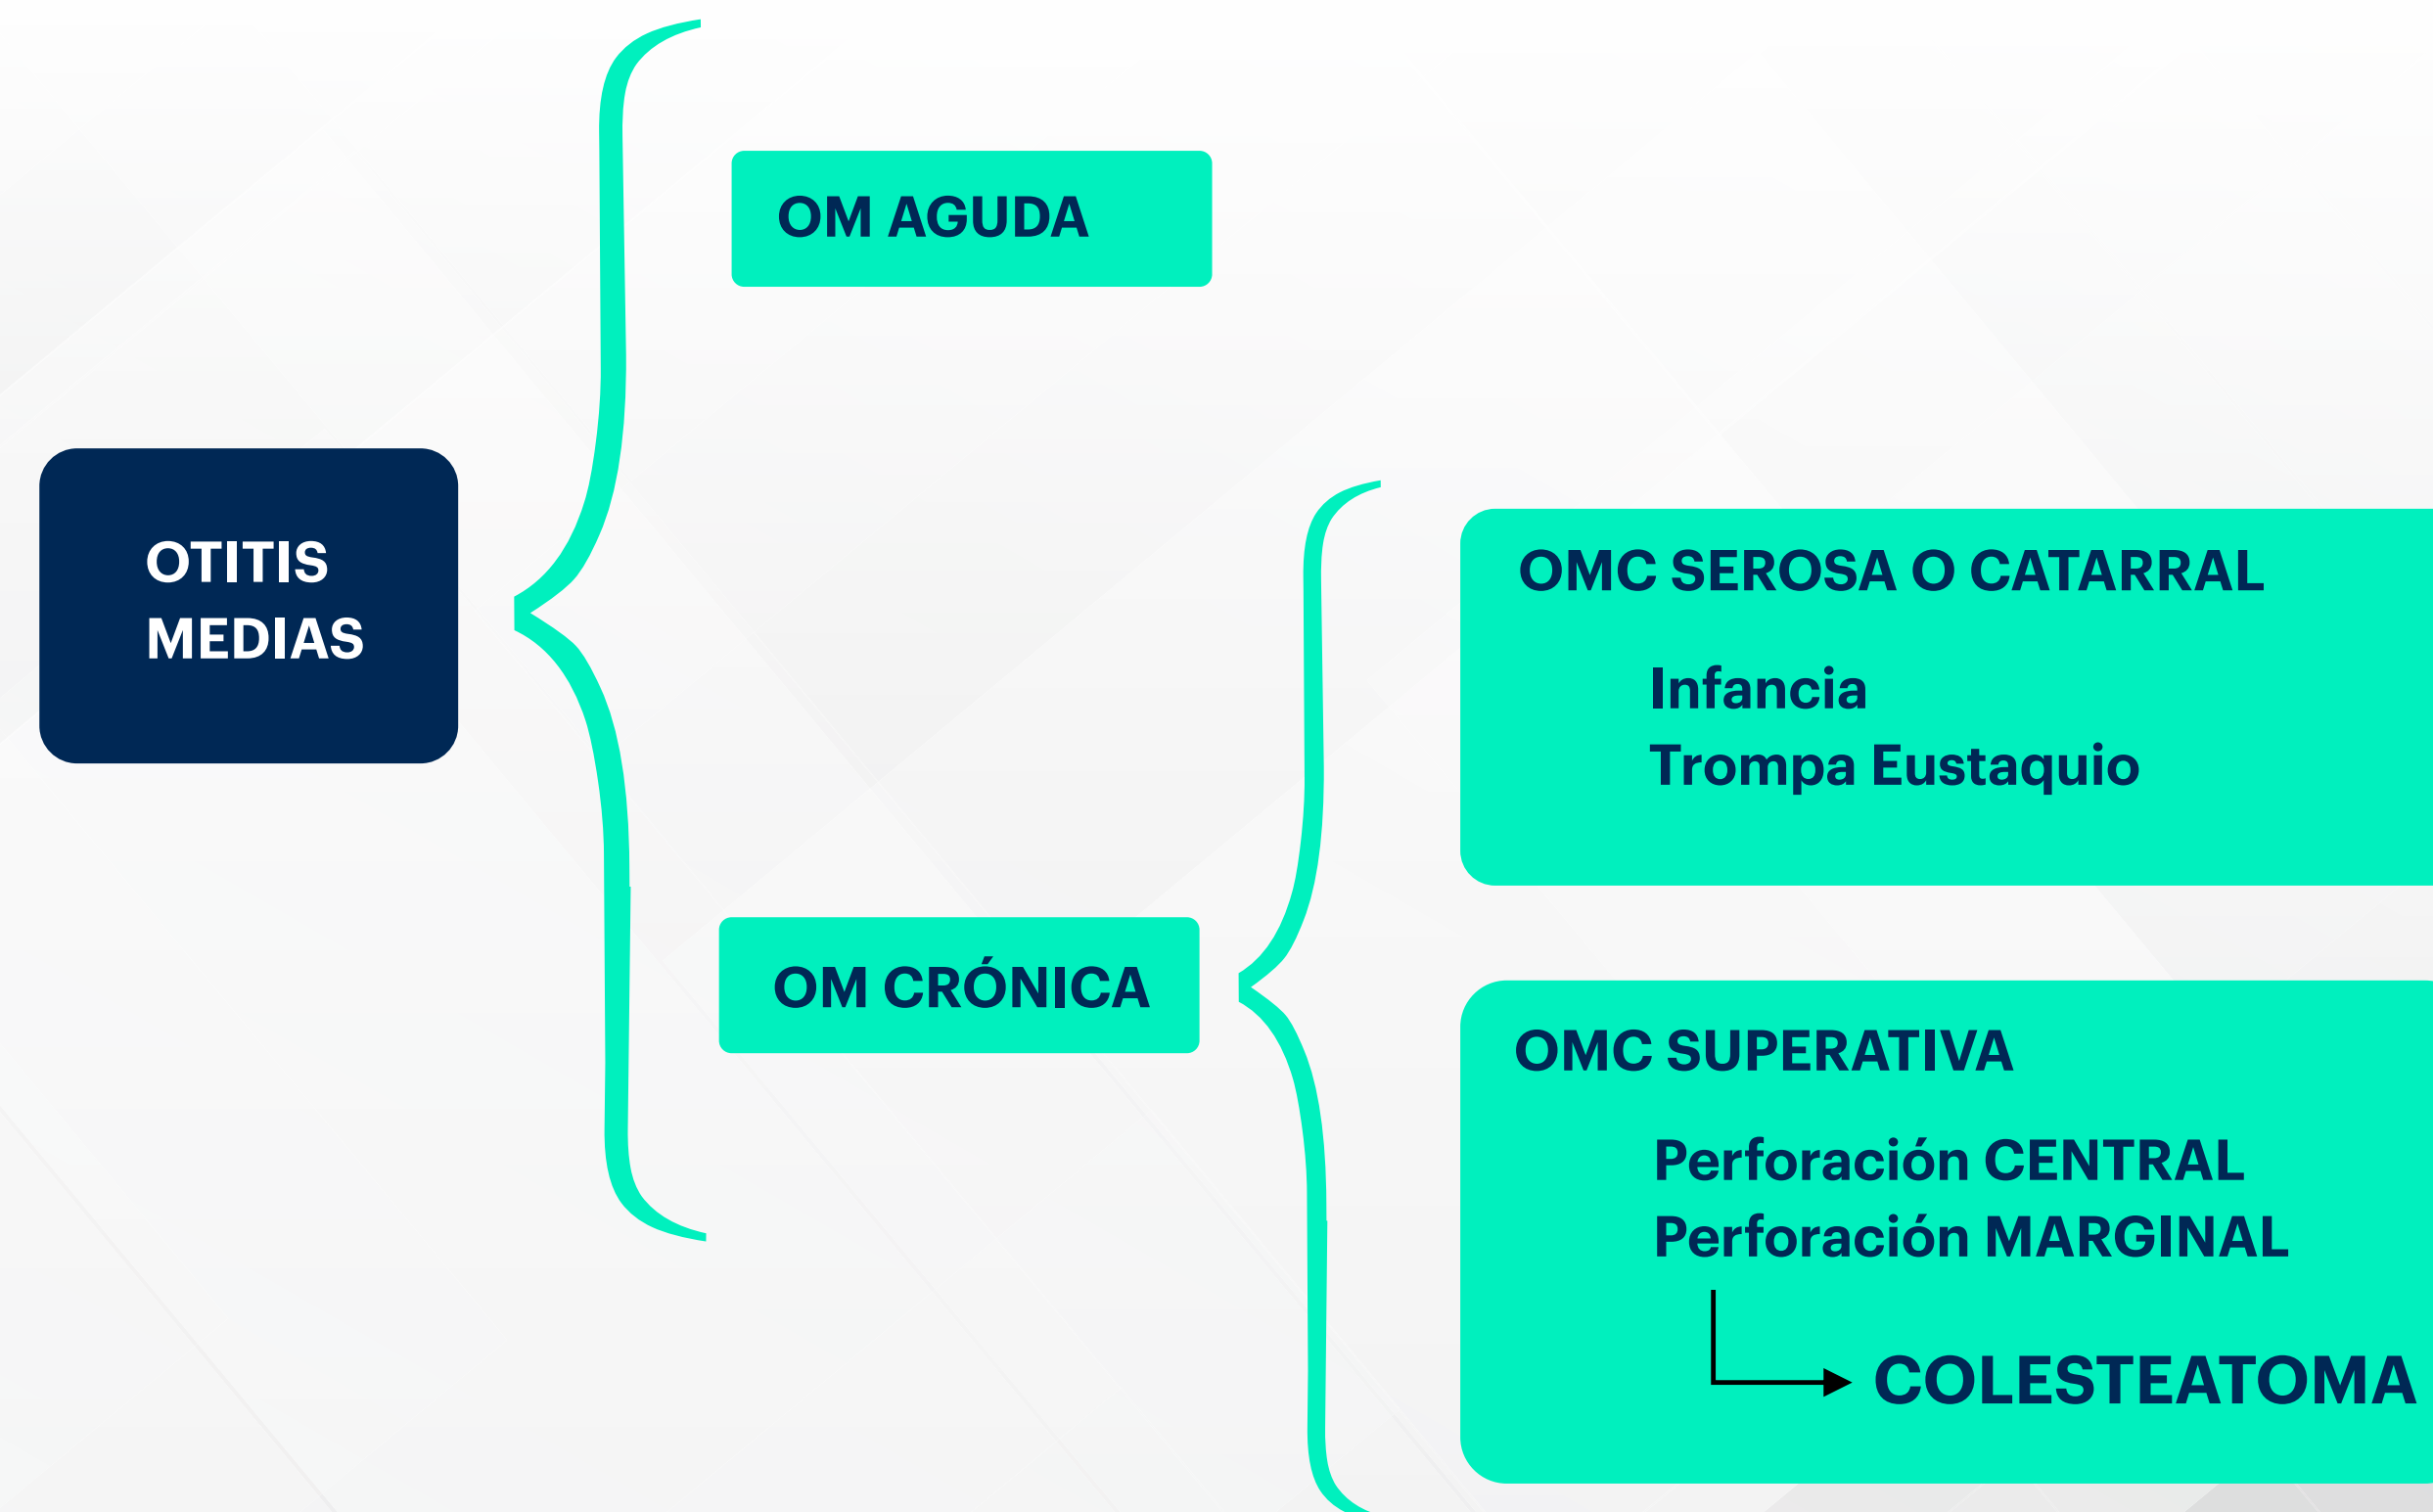 OTITIS
MEDIAS
OM AGUDA
OM CRÓNICA
OMC SEROSA O CATARRAL
Infancia
Trompa Eustaquio
OMC SUPERATIVA
Perforación CENTRAL
Perforación MARGINAL
COLESTEATOMA